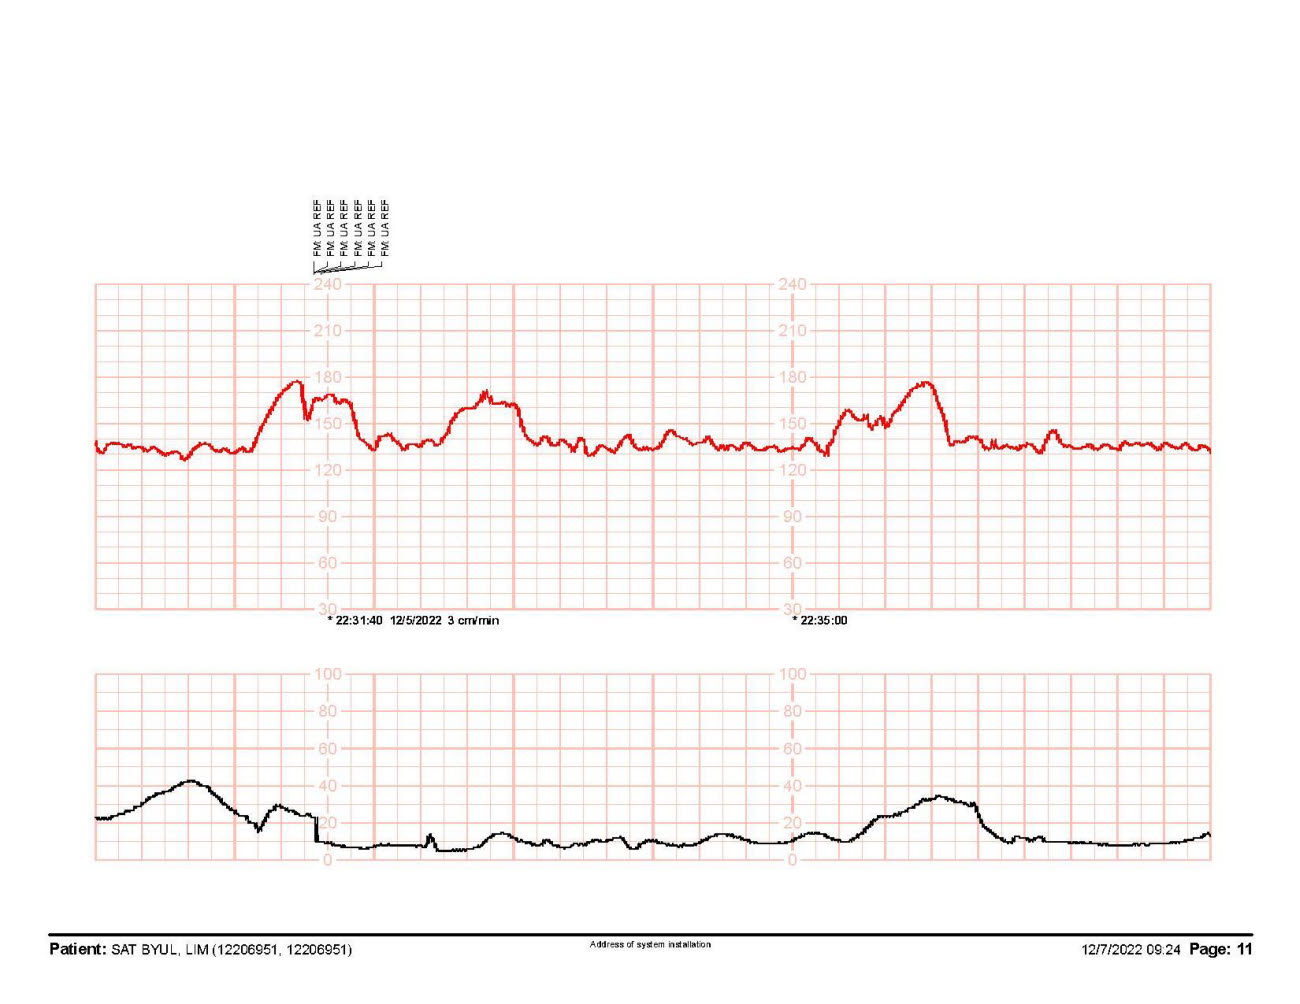 FM: UA REF
FM: UA REF
FM: UA REF
FM: UA REF
FM: UA REF
FM: UA REF
240 240
210 210
180 180
150 150
120 120
90 90
60 60
30 30
* 22:31:40 12/5/2022 3 cm/min * 22:35:00
100 100
80 80
60 60
40 40
20 20
0 0
Patient: SAT BYUL, LIM (12206951, 12206951) Address of system installation 12/7/2022 09:24 Page: 11